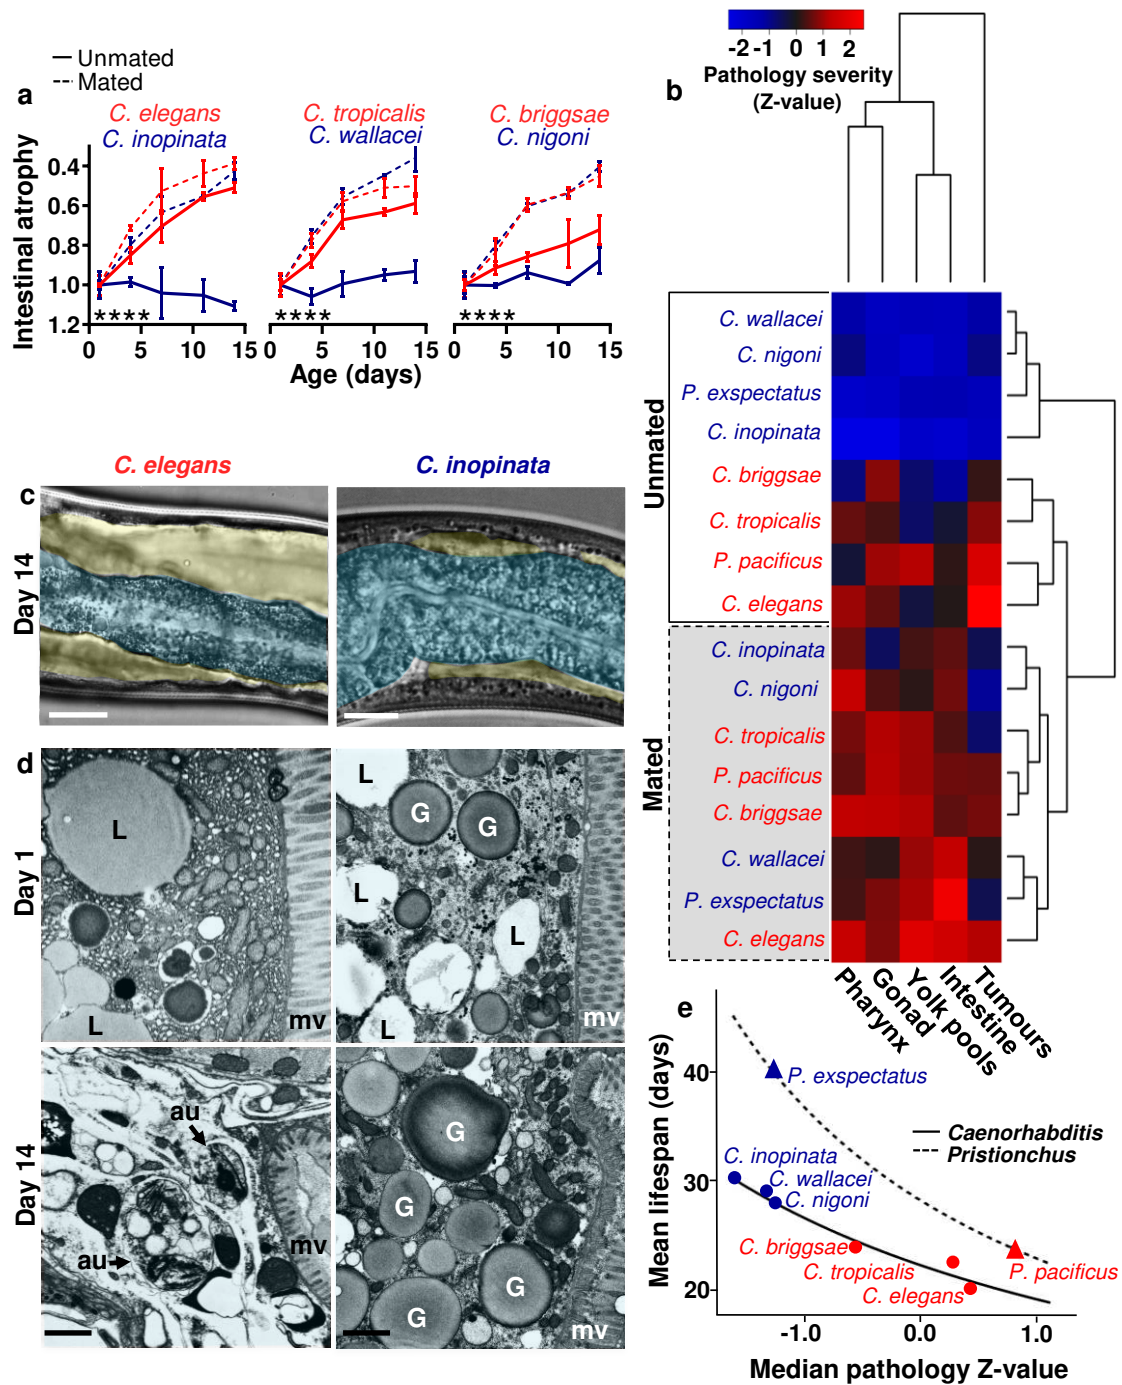 Unmated
Mated
a
C. elegans
C. inopinata
C. tropicalis
C. wallacei
C. briggsae
C. nigoni
Intestinal atrophy
0.4
0.6
0.8
1.0
1.2
****
****
****
0 5 10 15
0 5 10 15
0 5 10 15
Age (days)
b
-2 -1 0 1 2
Pathology severity
(Z-value)
Unmated
C. wallacei
C. nigoni
P. exspectatus
C. inopinata
C. briggsae
C. tropicalis
P. pacificus
C. elegans
Mated
C. inopinata
C. nigoni
C. tropicalis
P. pacificus
C. briggsae
C. wallacei
P. exspectatus
C. elegans
Pharynx
Gonad
Yolk pools
Intestine
Tumours
C. elegans
C. inopinata
c
Day 14
d
Day 1
L
L
mv
L
G
G
L
L
L
mv
Day 14
au
au
mv
G
G
G
G
mv
e
Mean lifespan (days)
40
30
20
P. exspectatus
Caenorhabditis
Pristionchus
C. inopinata
C. wallacei
C. nigoni
C. briggsae
C. tropicalis
C. elegans
P. pacificus
-1.0 0.0 1.0
Median pathology Z-value